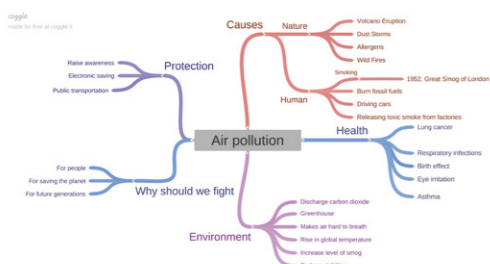 coggle
made for free at coggle.it
Causes
Nature
Volcano Eruption
Dust Storms
Allergens
Wild Fires
Human
Smoking
1952, Great Smog of London
Burn fossil fuels
Driving cars
Releasing toxic smoke from factories
Protection
Raise awareness
Electronic saving
Public transportation
Air pollution
Health
Lung cancer
Respiratory infections
Birth effect
Eye irritation
Asthma
Why should we fight
For people
For saving the planet
For future generations
Environment
Discharge carbon dioxide
Greenhouse
Makes air hard to breath
Rise in global temperature
Increase level of smog